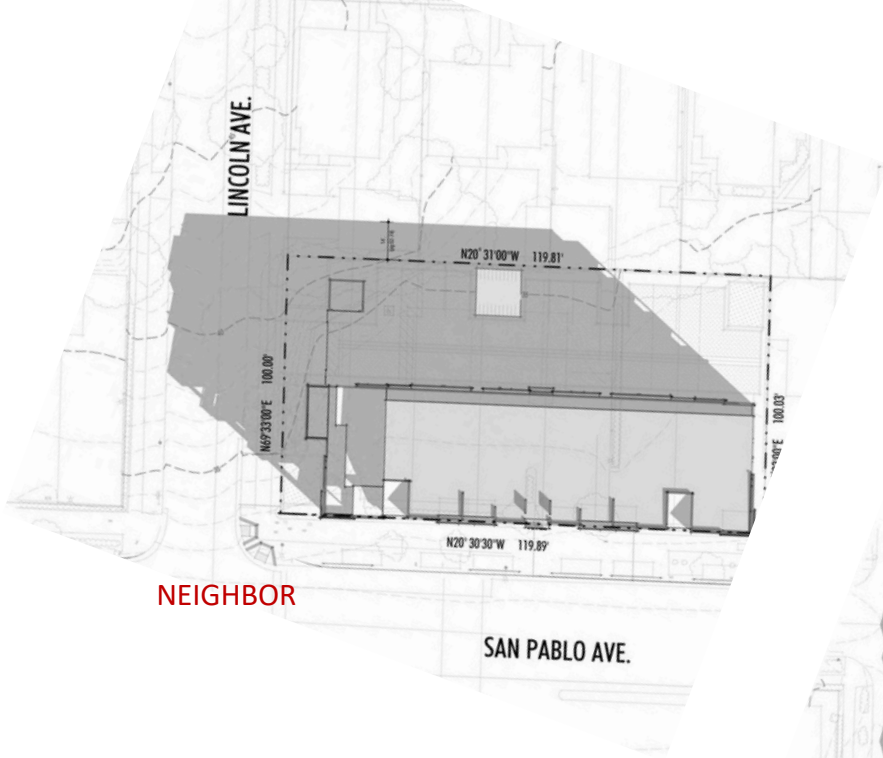 LINCOLN AVE.
N20° 31'00"W 119.81'
N69°33'00"E 100.00'
100.03'
N20° 30'30"W 119.89'
NEIGHBOR
SAN PABLO AVE.